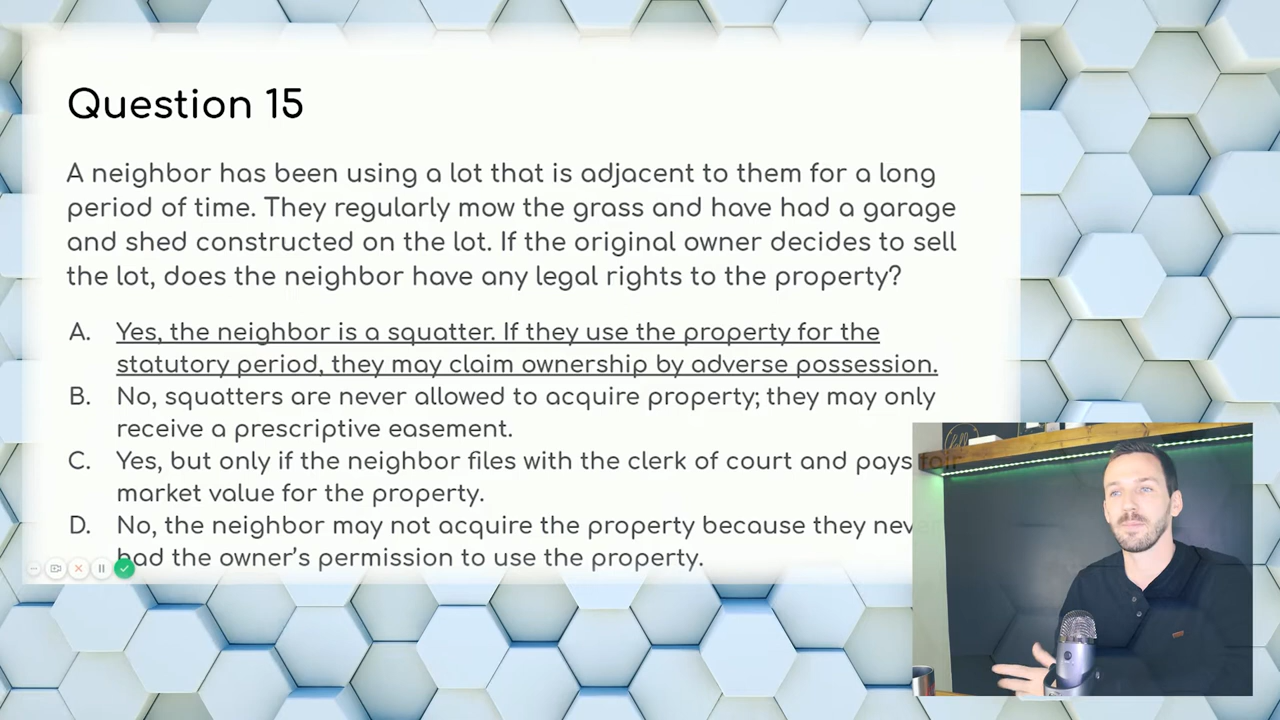 Question 15
A neighbor has been using a lot that is adjacent to them for a long
period of time. They regularly mow the grass and have had a garage
and shed constructed on the lot. If the original owner decides to sell
the lot, does the neighbor have any legal rights to the property?
A. Yes, the neighbor is a squatter. If they use the property for the
statutory period, they may claim ownership by adverse possession.
B. No, squatters are never allowed to acquire property; they may only
receive a prescriptive easement.
C. Yes, but only if the neighbor files with the clerk of court and pays fair
market value for the property.
D. No, the neighbor may not acquire the property because they never
had the owner's permission to use the property.